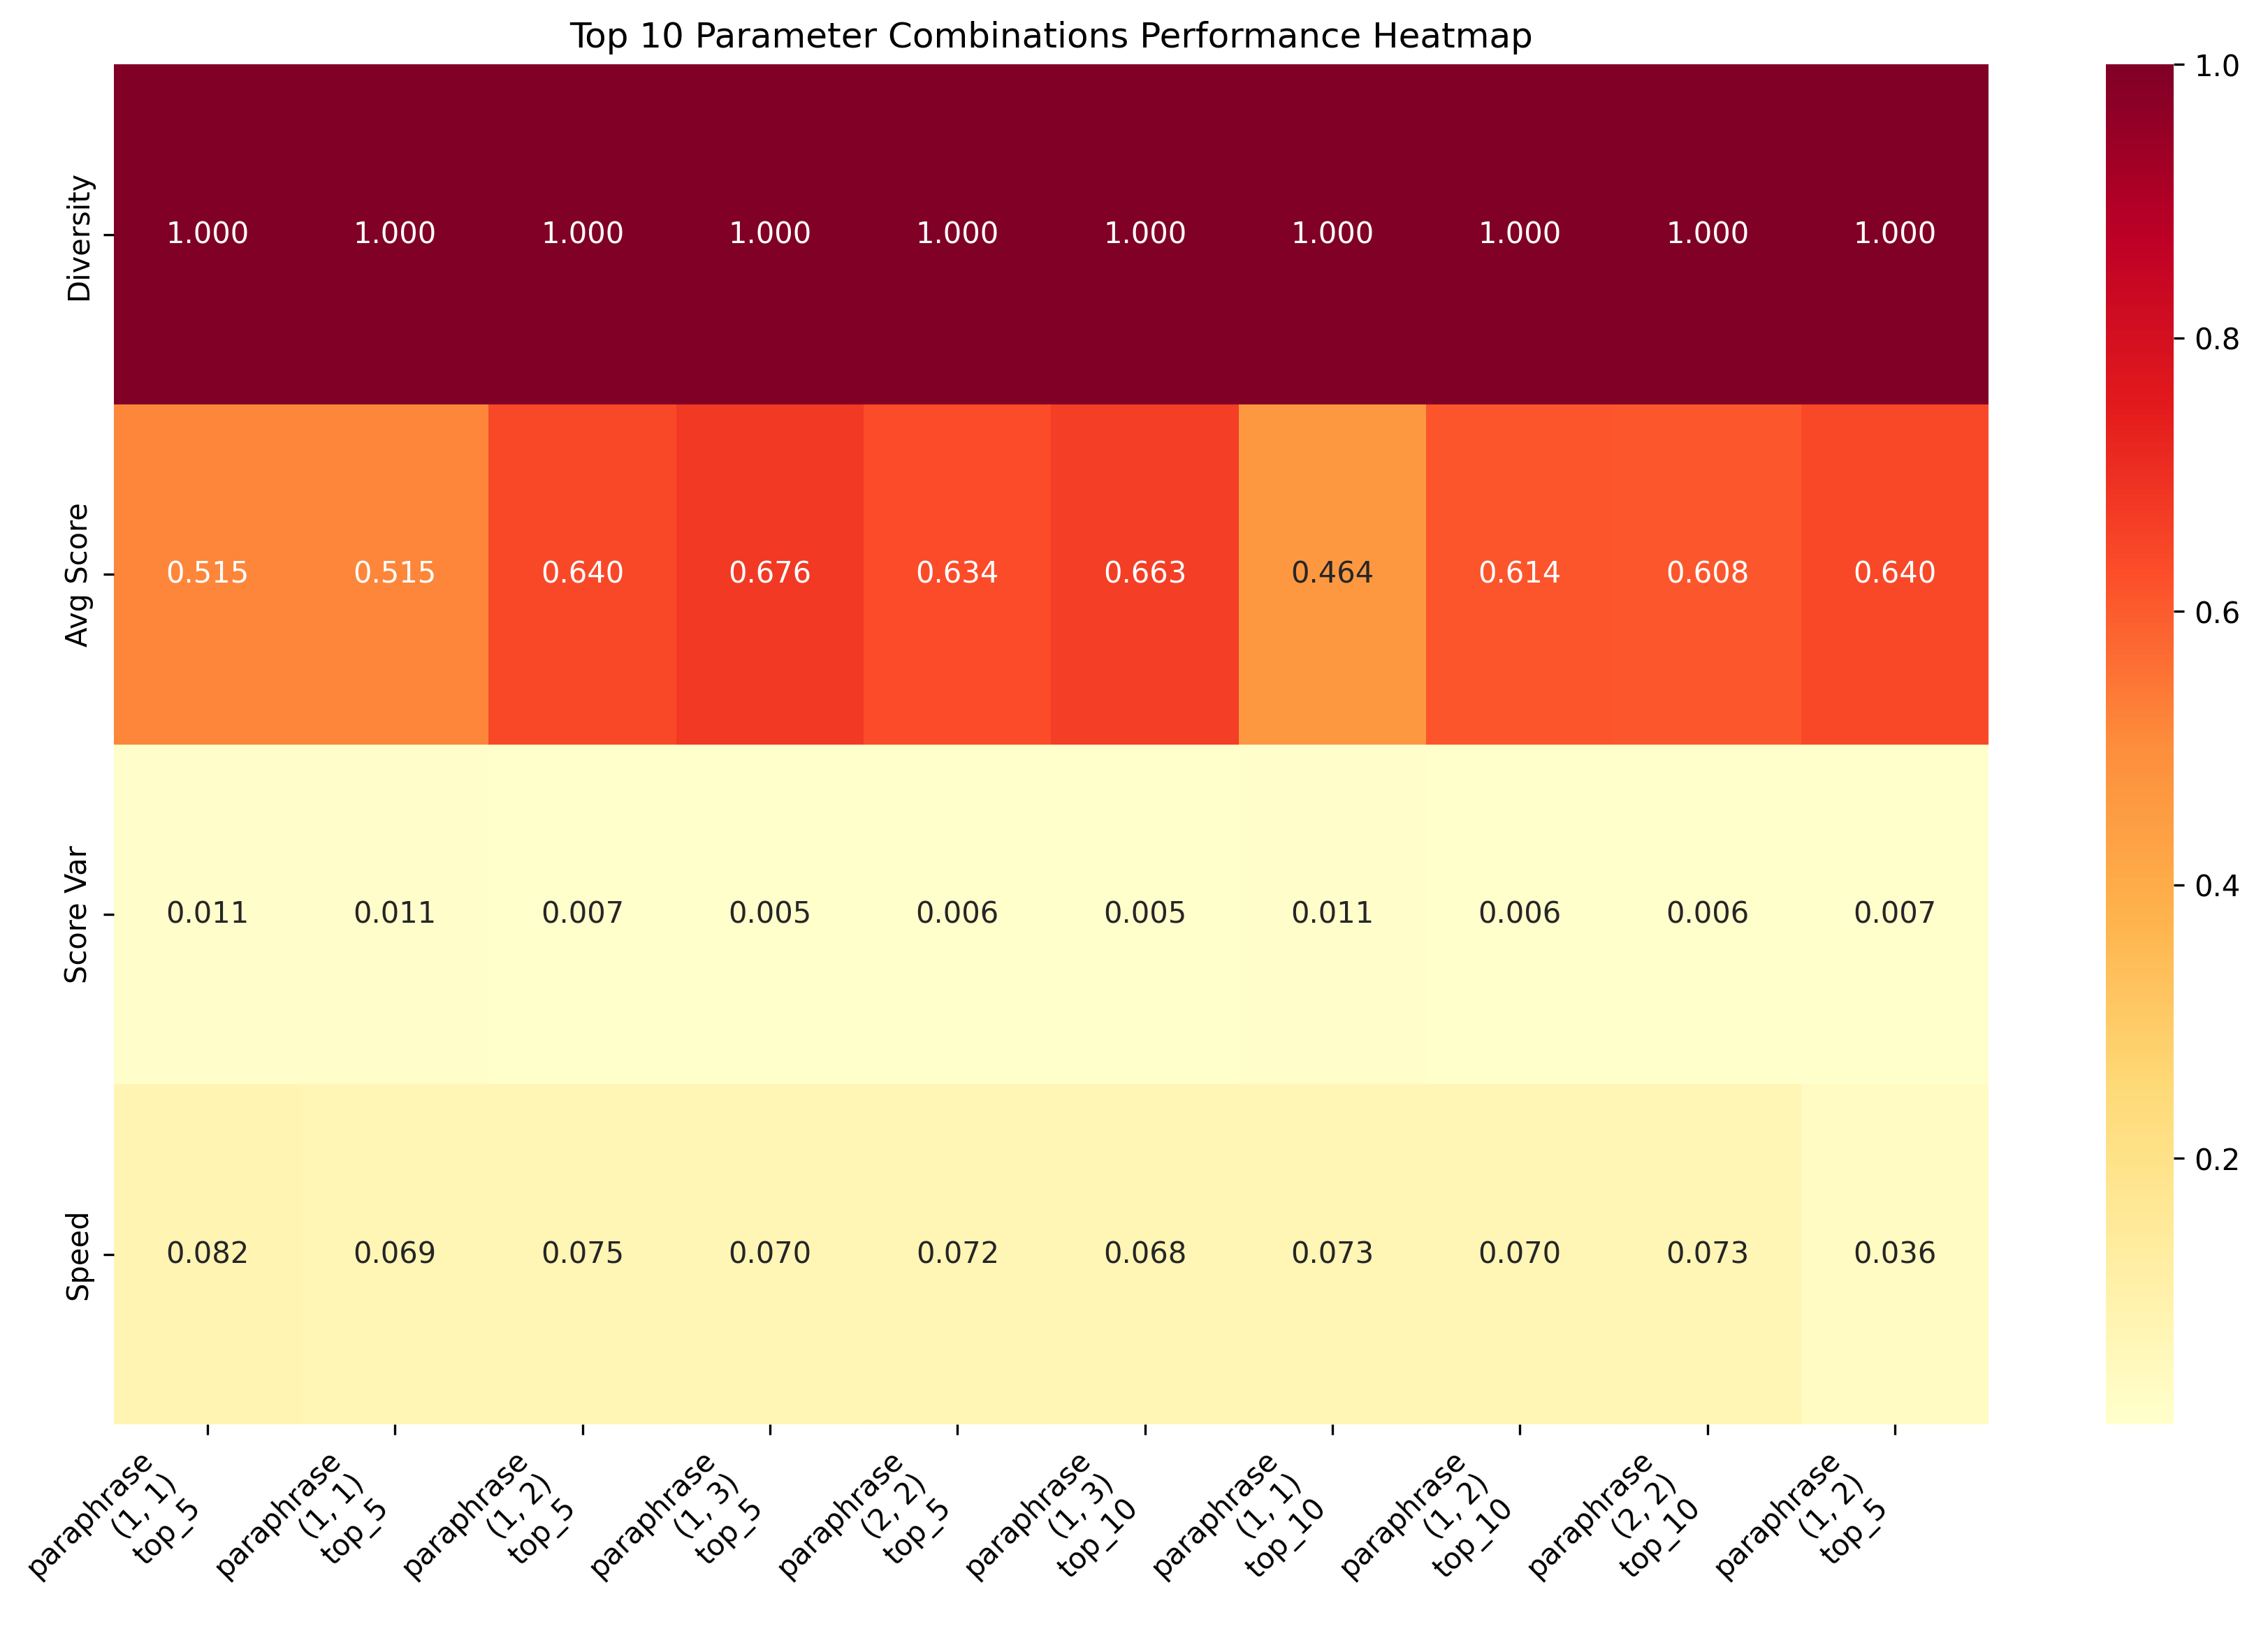 Top 10 Parameter Combinations Performance Heatmap
Diversity
1.000 1.000 1.000 1.000 1.000 1.000 1.000 1.000 1.000 1.000
Avg Score
0.515 0.515 0.640 0.676 0.634 0.663 0.464 0.614 0.608 0.640
Score Var
0.011 0.011 0.007 0.005 0.006 0.005 0.011 0.006 0.006 0.007
Speed
0.082 0.069 0.075 0.070 0.072 0.068 0.073 0.070 0.073 0.036
paraphrase
(1, 1)
top_5
paraphrase
(1, 1)
top_5
paraphrase
(1, 2)
top_5
paraphrase
(1, 3)
top_5
paraphrase
(2, 2)
top_5
paraphrase
(1, 3)
top_10
paraphrase
(1, 1)
top_10
paraphrase
(1, 2)
top_10
paraphrase
(2, 2)
top_10
paraphrase
(1, 2)
top_5
1.0
0.8
0.6
0.4
0.2